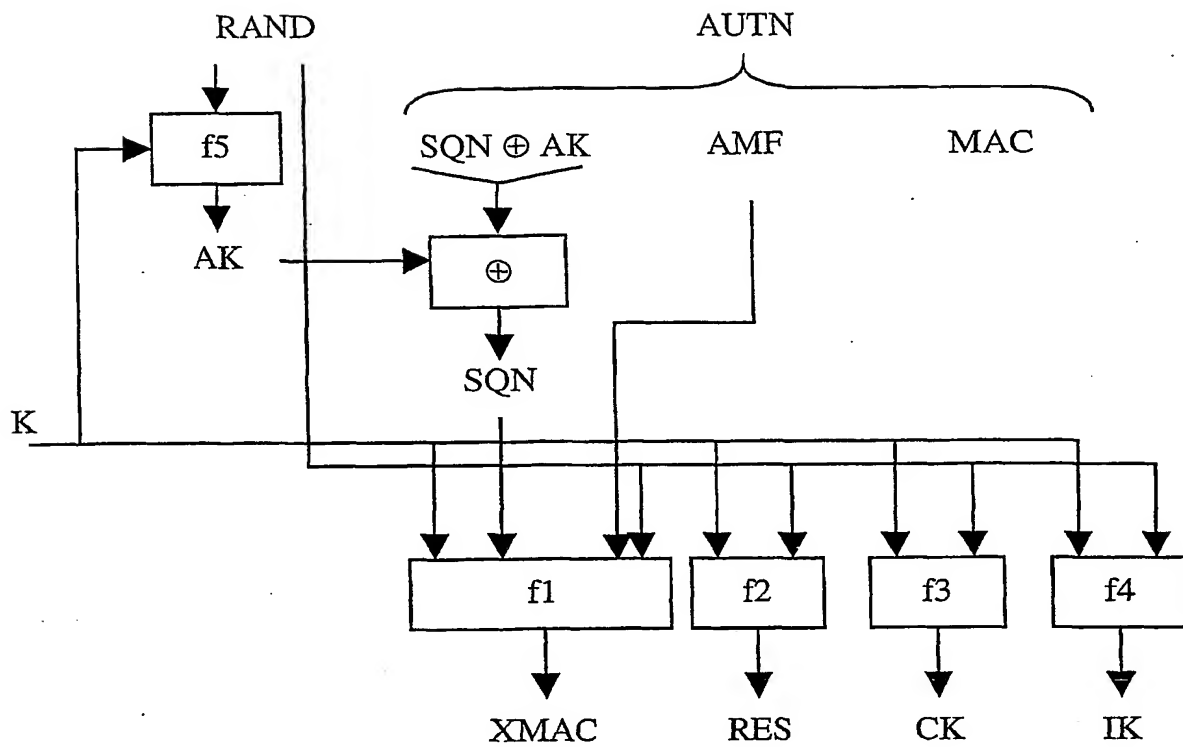 RAND
AUTN
f5
SQN ⊕ AK
AMF
MAC
AK
⊕
SQN
K
f1
f2
f3
f4
XMAC
RES
CK
IK